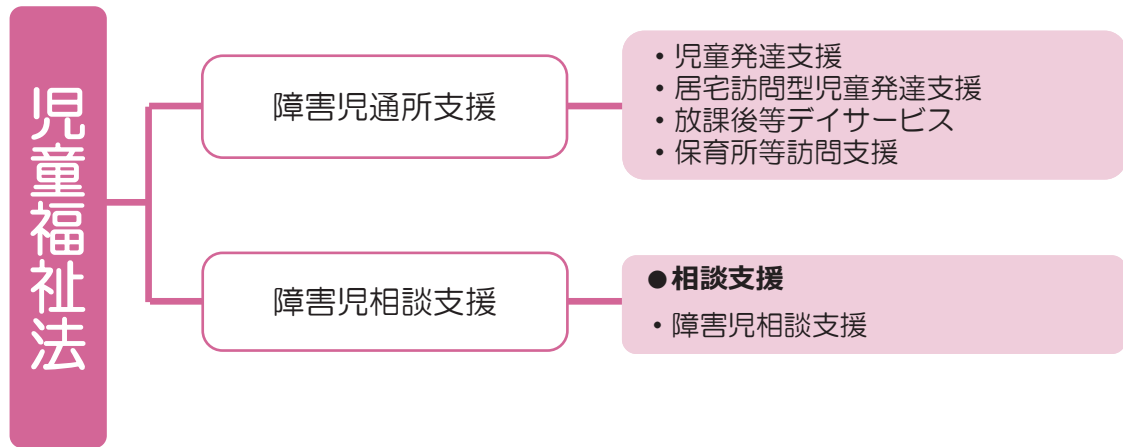 児童福祉法
障害児通所支援
・児童発達支援
・居宅訪問型児童発達支援
・放課後等デイサービス
・保育所等訪問支援
障害児相談支援
●相談支援
・障害児相談支援